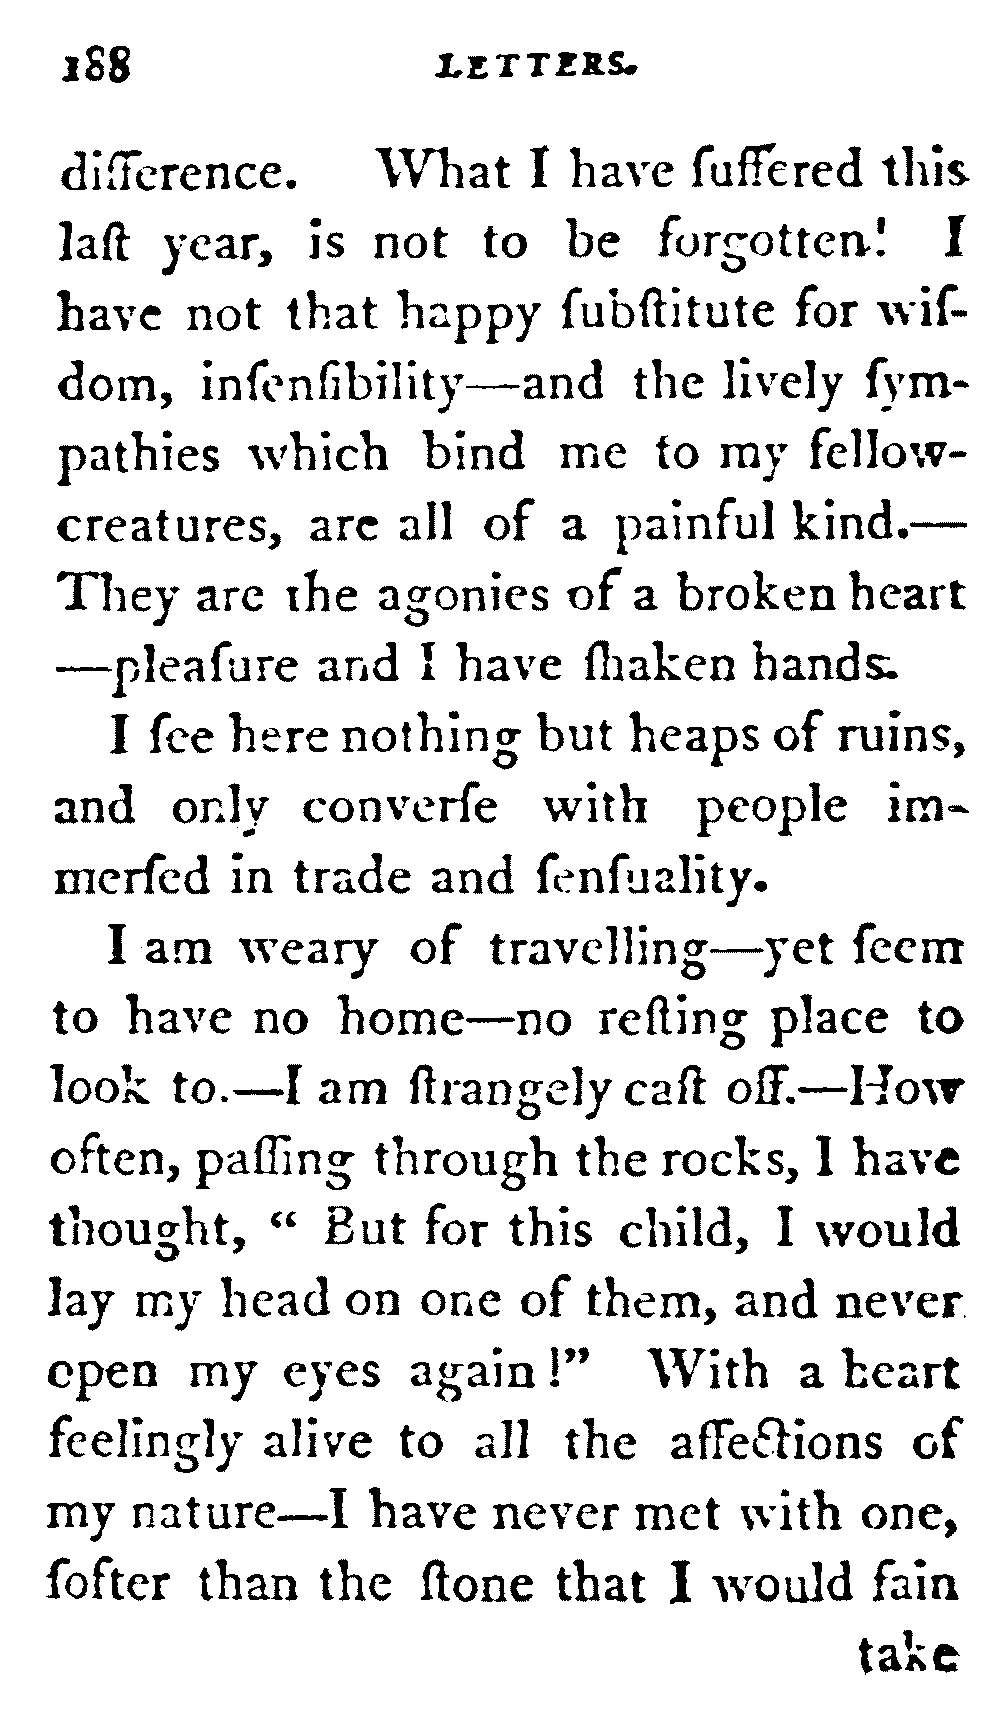 188 LETTERS.
difference. What I have ſuffered this
laſt year, is not to be forgotten! I
have not that happy ſubſtitute for wiſ-
dom, inſenſibility—and the lively ſym-
pathies which bind me to my fellow-
creatures, are all of a painful kind.—
They are the agonies of a broken heart
—pleaſure and I have ſhaken hands.
I ſee here nothing but heaps of ruins,
and only converſe with people im-
merſed in trade and ſenſuality.
I am weary of travelling—yet ſeem
to have no home—no reſting place to
look to.—I am ſtrangely caſt off.—How
often, paſſing through the rocks, I have
thought, “ But for this child, I would
lay my head on one of them, and never
open my eyes again!” With a heart
feelingly alive to all the affections of
my nature—I have never met with one,
ſofter than the ſtone that I would fain
take